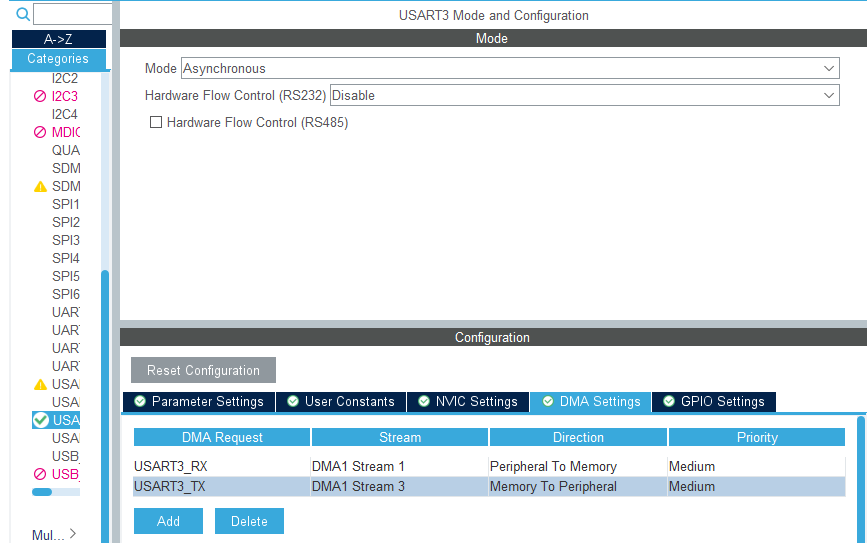 USART3 Mode and Configuration
A->Z
Categories
I2C2
I2C3
I2C4
MDIO
QUA
SDM
SDM
SPI1
SPI2
SPI3
SPI4
SPI5
SPI6
UAR
UAR
UAR
UAR
USA
USA
USA
USA
USB_
USB_
Mul...
Mode
Mode Asynchronous
Hardware Flow Control (RS232) Disable
Hardware Flow Control (RS485)
Configuration
Reset Configuration
Parameter Settings User Constants NVIC Settings DMA Settings GPIO Settings
DMA Request Stream Direction Priority
USART3_RX DMA1 Stream 1 Peripheral To Memory Medium
USART3_TX DMA1 Stream 3 Memory To Peripheral Medium
Add Delete